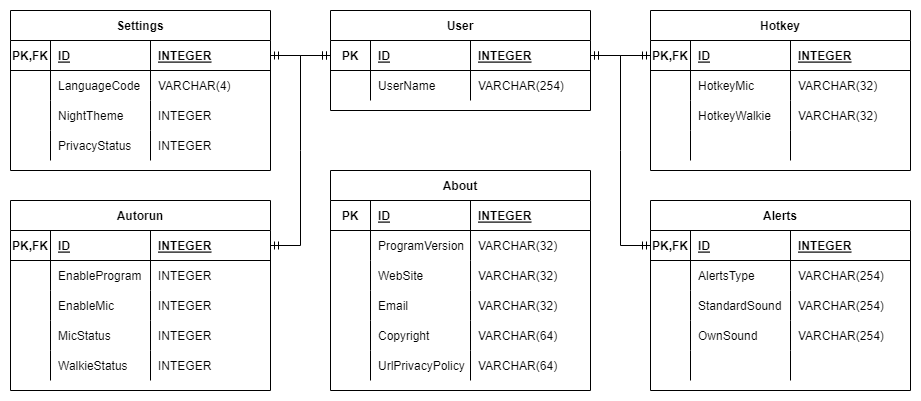 Settings
PK,FK ID INTEGER
LanguageCode VARCHAR(4)
NightTheme INTEGER
PrivacyStatus INTEGER
User
PK ID INTEGER
UserName VARCHAR(254)
Hotkey
PK,FK ID INTEGER
HotkeyMic VARCHAR(32)
HotkeyWalkie VARCHAR(32)
Autorun
PK,FK ID INTEGER
EnableProgram INTEGER
EnableMic INTEGER
MicStatus INTEGER
WalkieStatus INTEGER
About
PK ID INTEGER
ProgramVersion VARCHAR(32)
WebSite VARCHAR(32)
Email VARCHAR(32)
Copyright VARCHAR(64)
UrlPrivacyPolicy VARCHAR(64)
Alerts
PK,FK ID INTEGER
AlertsType VARCHAR(254)
StandardSound VARCHAR(254)
OwnSound VARCHAR(254)